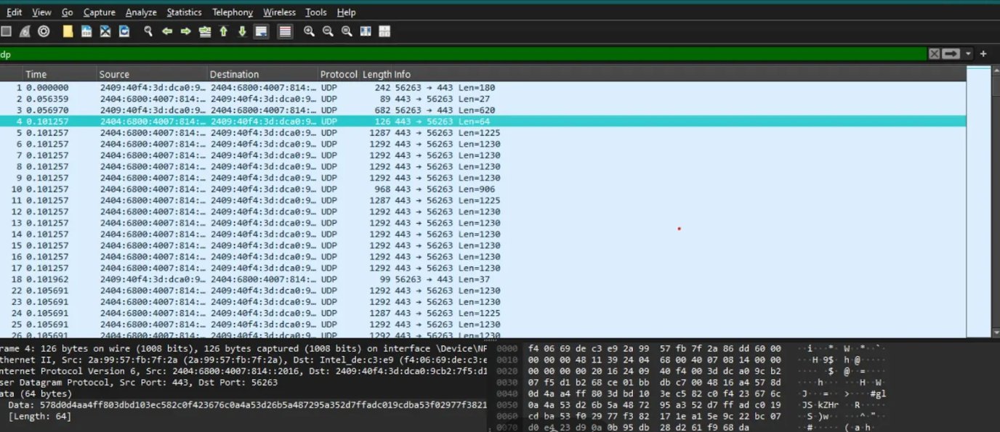 Edit View Go Capture Analyze Statistics Telephony Wireless Tools Help
dp
Time Source Destination Protocol Length Info
1 0.000000 2409:40f4:3d:dca0:9… 2404:6800:4007:814:… UDP 242 56263 → 443 Len=180
2 0.056359 2404:6800:4007:814:… 2409:40f4:3d:dca0:9… UDP 89 443 → 56263 Len=27
3 0.056970 2409:40f4:3d:dca0:9… 2404:6800:4007:814:… UDP 682 56263 → 443 Len=620
4 0.101257 2404:6800:4007:814:… 2409:40f4:3d:dca0:9… UDP 126 443 → 56263 Len=64
5 0.101257 2404:6800:4007:814:… 2409:40f4:3d:dca0:9… UDP 1287 443 → 56263 Len=1225
6 0.101257 2404:6800:4007:814:… 2409:40f4:3d:dca0:9… UDP 1292 443 → 56263 Len=1230
7 0.101257 2404:6800:4007:814:… 2409:40f4:3d:dca0:9… UDP 1292 443 → 56263 Len=1230
8 0.101257 2404:6800:4007:814:… 2409:40f4:3d:dca0:9… UDP 1292 443 → 56263 Len=1230
9 0.101257 2404:6800:4007:814:… 2409:40f4:3d:dca0:9… UDP 1292 443 → 56263 Len=1230
10 0.101257 2404:6800:4007:814:… 2409:40f4:3d:dca0:9… UDP 968 443 → 56263 Len=906
11 0.101257 2404:6800:4007:814:… 2409:40f4:3d:dca0:9… UDP 1287 443 → 56263 Len=1225
12 0.101257 2404:6800:4007:814:… 2409:40f4:3d:dca0:9… UDP 1292 443 → 56263 Len=1230
13 0.101257 2404:6800:4007:814:… 2409:40f4:3d:dca0:9… UDP 1292 443 → 56263 Len=1230
14 0.101257 2404:6800:4007:814:… 2409:40f4:3d:dca0:9… UDP 1292 443 → 56263 Len=1230
15 0.101257 2404:6800:4007:814:… 2409:40f4:3d:dca0:9… UDP 1292 443 → 56263 Len=1230
16 0.101257 2404:6800:4007:814:… 2409:40f4:3d:dca0:9… UDP 1292 443 → 56263 Len=1230
17 0.101257 2404:6800:4007:814:… 2409:40f4:3d:dca0:9… UDP 1292 443 → 56263 Len=1230
18 0.101962 2409:40f4:3d:dca0:9… 2404:6800:4007:814:… UDP 99 56263 → 443 Len=37
22 0.105691 2404:6800:4007:814:… 2409:40f4:3d:dca0:9… UDP 1292 443 → 56263 Len=1230
23 0.105691 2404:6800:4007:814:… 2409:40f4:3d:dca0:9… UDP 1292 443 → 56263 Len=1230
24 0.105691 2404:6800:4007:814:… 2409:40f4:3d:dca0:9… UDP 1287 443 → 56263 Len=1225
25 0.105691 2404:6800:4007:814:… 2409:40f4:3d:dca0:9… UDP 1292 443 → 56263 Len=1230
26 0.105691 2404:6800:4007:814:… 2409:40f4:3d:dca0:9… UDP 1292 443 → 56263 Len=1230
rame 4: 126 bytes on wire (1008 bits), 126 bytes captured (1008 bits) on interface \Device\NP
thernet II, Src: 2a:99:57:fb:7f:2a (2a:99:57:fb:7f:2a), Dst: Intel_de:c3:e9 (f4:06:69:de:c3:e
nternet Protocol Version 6, Src: 2404:6800:4007:814::2016, Dst: 2409:40f4:3d:dca0:9cb2:7f5:d1
ser Datagram Protocol, Src Port: 443, Dst Port: 56263
ata (64 bytes)
Data: 578d0d4aa4ff803dbd103ec582c0f423676c0a4a53d26b5a487295a352d7ffadc019cdba53f02977f3821
[Length: 64]
0000 f4 06 69 de c3 e9 2a 99 57 fb 7f 2a 86 dd 60 00 ··i···*· W··*··`·
0010 00 00 00 48 11 39 24 04 68 00 40 07 08 14 00 00 ···H·9$· h·@·····
0020 00 00 00 00 20 16 24 09 40 f4 00 3d dc a0 9c b2 ···· ·$· @··=····
0030 07 f5 d1 b2 68 ce 01 bb db c7 00 48 16 a4 57 8d ····h··· ···H··W·
0040 0d 4a a4 ff 80 3d bd 10 3e c5 82 c0 f4 23 67 6c ·J···=·· >····#gl
0050 0a 4a 53 d2 6b 5a 48 72 95 a3 52 d7 ff ad c0 19 ·JS·kZHr ··R·····
0060 cd ba 53 f0 29 77 f3 82 17 1e a1 5e 9c 22 bc 07 ··S·)w·· ···^·"··
0070 d0 e4 23 d9 0a 0b 95 db 28 d2 61 f9 68 da ··#····· (·a·h·